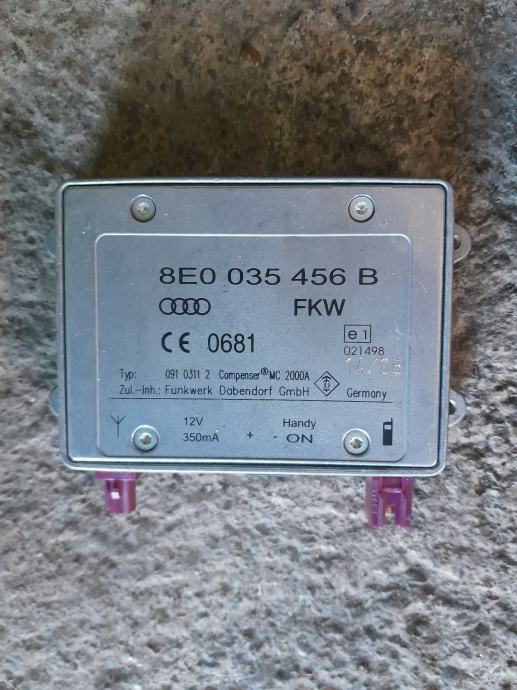 8E0 035 456 B
FKW
CE 0681
e1
021498
14/05
Typ: 091 0311 2 Compenser® MC 2000A
Zul.-Inh.: Funkwerk Dabendorf GmbH Germany
12V Handy
350mA + - ON